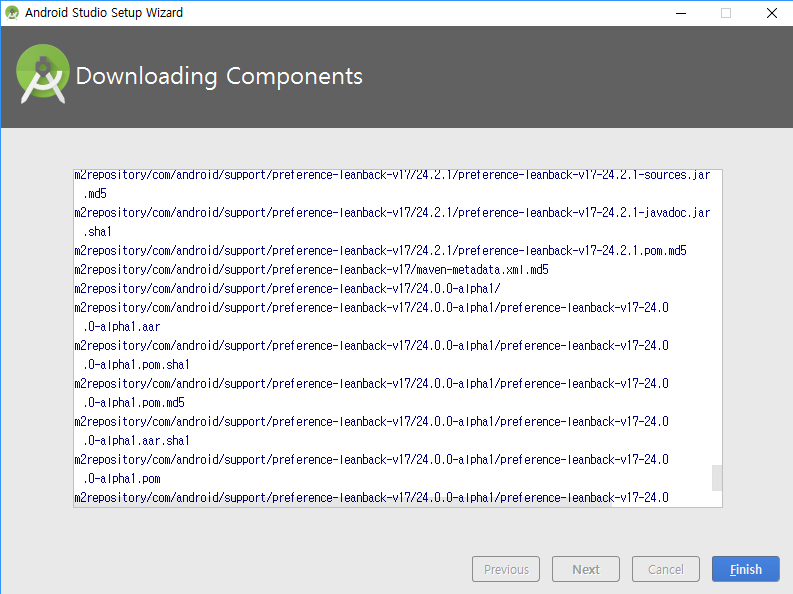 Android Studio Setup Wizard
Downloading Components
m2repository/com/android/support/preference-leanback-v17/24.2.1/preference-leanback-v17-24.2.1-sources.jar
.md5
m2repository/com/android/support/preference-leanback-v17/24.2.1/preference-leanback-v17-24.2.1-javadoc.jar
.sha1
m2repository/com/android/support/preference-leanback-v17/24.2.1/preference-leanback-v17-24.2.1.pom.md5
m2repository/com/android/support/preference-leanback-v17/maven-metadata.xml.md5
m2repository/com/android/support/preference-leanback-v17/24.0.0-alpha1/
m2repository/com/android/support/preference-leanback-v17/24.0.0-alpha1/preference-leanback-v17-24.0
.0-alpha1.aar
m2repository/com/android/support/preference-leanback-v17/24.0.0-alpha1/preference-leanback-v17-24.0
.0-alpha1.pom.sha1
m2repository/com/android/support/preference-leanback-v17/24.0.0-alpha1/preference-leanback-v17-24.0
.0-alpha1.pom.md5
m2repository/com/android/support/preference-leanback-v17/24.0.0-alpha1/preference-leanback-v17-24.0
.0-alpha1.aar.sha1
m2repository/com/android/support/preference-leanback-v17/24.0.0-alpha1/preference-leanback-v17-24.0
.0-alpha1.pom
m2repository/com/android/support/preference-leanback-v17/24.0.0-alpha1/preference-leanback-v17-24.0
Previous
Next
Cancel
Finish